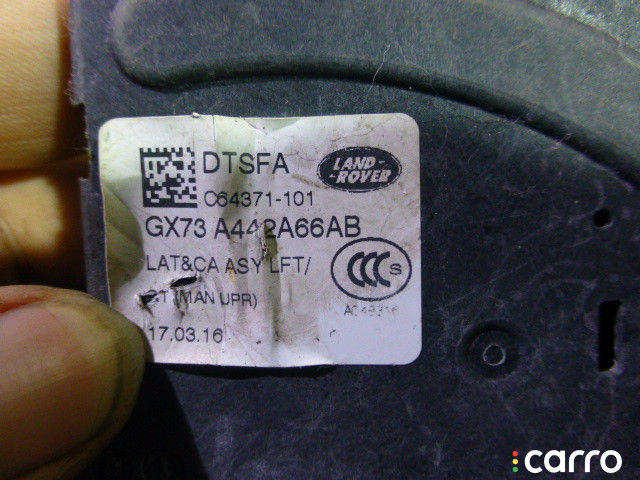 DTSFA
LAND-
-ROVER
C64371-101
GX73 A442A66AB
LAT&CA ASY LFT/
(MAN UPR)
CCC S
17.03.16
carro